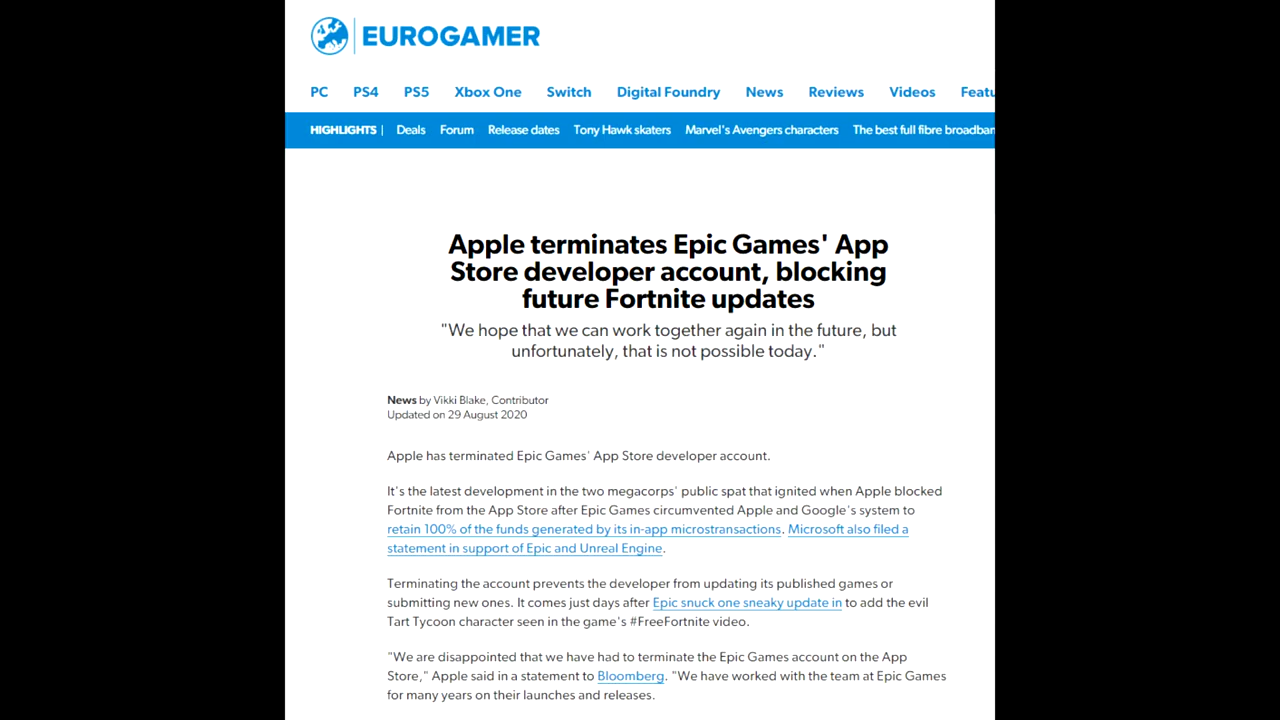 EUROGAMER
PC PS4 PS5 Xbox One Switch Digital Foundry News Reviews Videos Featu
HIGHLIGHTS | Deals Forum Release dates Tony Hawk skaters Marvel's Avengers characters The best full fibre broadban
Apple terminates Epic Games' App
Store developer account, blocking
future Fortnite updates
"We hope that we can work together again in the future, but
unfortunately, that is not possible today."
News by Vikki Blake, Contributor
Updated on 29 August 2020
Apple has terminated Epic Games' App Store developer account.
It's the latest development in the two megacorps' public spat that ignited when Apple blocked
Fortnite from the App Store after Epic Games circumvented Apple and Google's system to
retain 100% of the funds generated by its in-app microstransactions. Microsoft also filed a
statement in support of Epic and Unreal Engine.
Terminating the account prevents the developer from updating its published games or
submitting new ones. It comes just days after Epic snuck one sneaky update in to add the evil
Tart Tycoon character seen in the game's #FreeFortnite video.
"We are disappointed that we have had to terminate the Epic Games account on the App
Store," Apple said in a statement to Bloomberg. "We have worked with the team at Epic Games
for many years on their launches and releases.